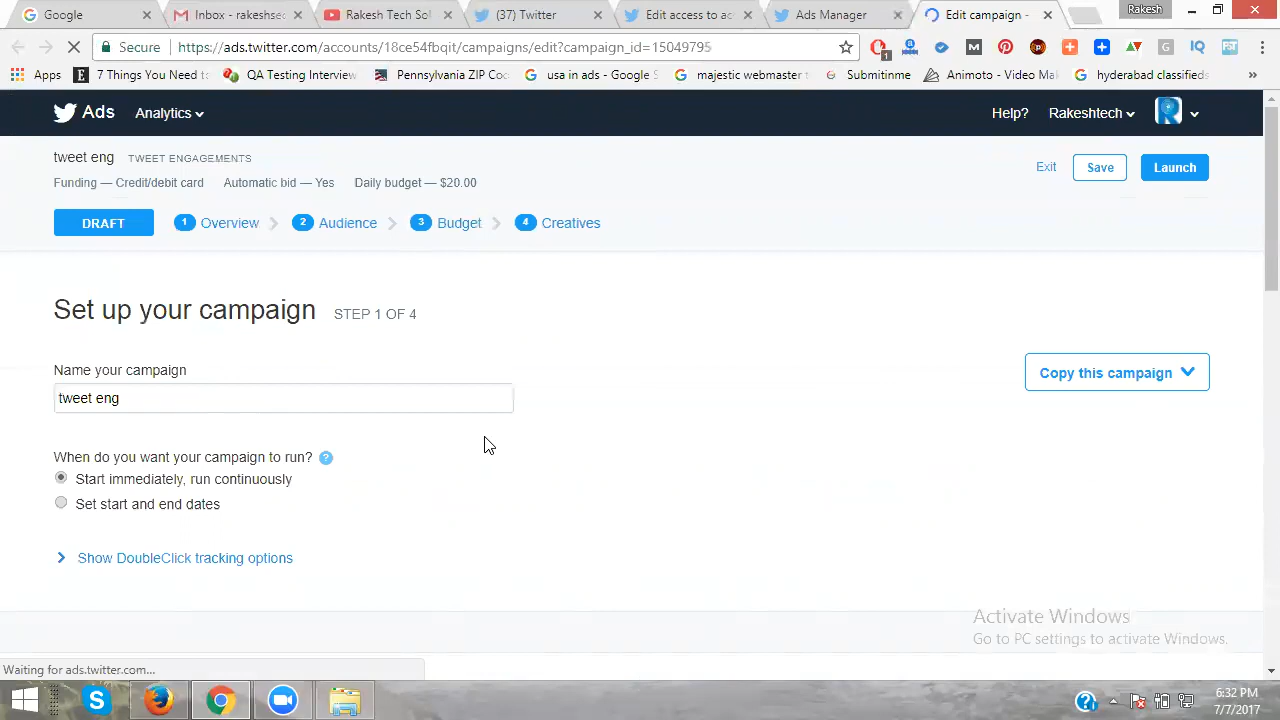 Google
Inbox - rakeshsec
Rakesh Tech Sol
(37) Twitter
Edit access to ac
Ads Manager
Edit campaign -
Rakesh
Secure
https://ads.twitter.com/account/18ce54fbqit/campaigns/edit?campaign_id=15049795
Apps
7 Things You Need t
QA Testing Interview
Pennsylvania ZIP Co
usa in ads - Google S
majestic webmaster
Submitinme
Animoto - Video Ma
hyderabad classifieds
Ads
Analytics
Help?
Rakeshtech
tweet eng TWEET ENGAGEMENTS
Exit
Save
Launch
Funding — Credit/debit card Automatic bid — Yes Daily budget — $20.00
DRAFT
1 Overview
2 Audience
3 Budget
4 Creatives
Set up your campaign STEP 1 OF 4
Name your campaign
Copy this campaign
tweet eng
When do you want your campaign to run? ?
Start immediately, run continuously
Set start and end dates
Show DoubleClick tracking options
Activate Windows
Go to PC settings to activate Windows.
Waiting for ads.twitter.com...
6:32 PM
7/7/2017